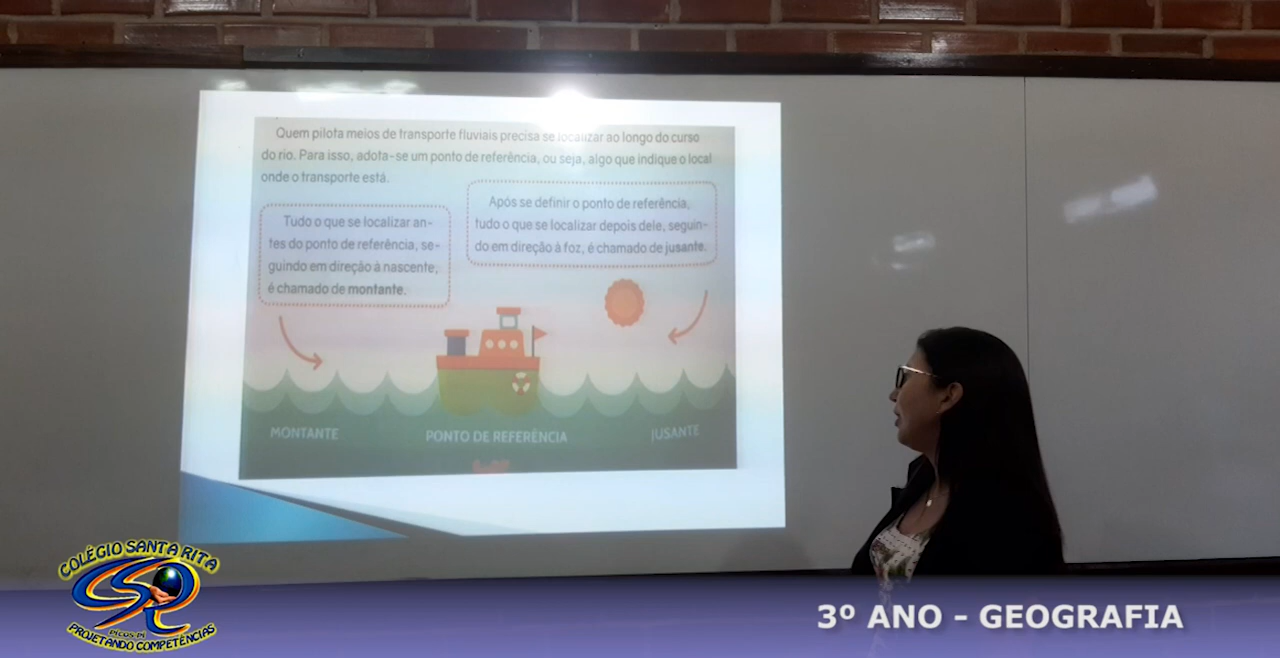 Quem pilota meios de transporte fluviais precisa se localizar ao longo do curso
do rio. Para isso, adota-se um ponto de referência, ou seja, algo que indique o local
onde o transporte está.
Tudo o que se localizar an-
tes do ponto de referência, se-
guindo em direção à nascente,
é chamado de montante.
Após se definir o ponto de referência,
tudo o que se localizar depois dele, seguin-
do em direção à foz, é chamado de jusante.
MONTANTE
PONTO DE REFERÊNCIA
JUSANTE
COLÉGIO SANTA RITA
CSR
PICOS-PI
PROJETANDO COMPETÊNCIAS
3º ANO - GEOGRAFIA